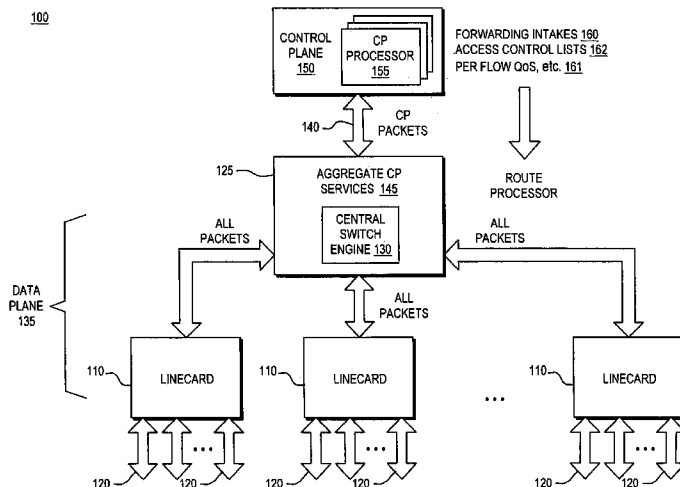 100
CONTROL
PLANE
150
CP
PROCESSOR
155
FORWARDING INTAKES 160
ACCESS CONTROL LISTS 162
PER FLOW QoS, etc. 161
140
CP
PACKETS
ROUTE
PROCESSOR
125
AGGREGATE CP
SERVICES 145
CENTRAL
SWITCH
ENGINE 130
ALL
PACKETS
ALL
PACKETS
ALL
PACKETS
DATA
PLANE
135
110
LINECARD
110
LINECARD
...
110
LINECARD
...
...
...
120
120
120
120
120
120